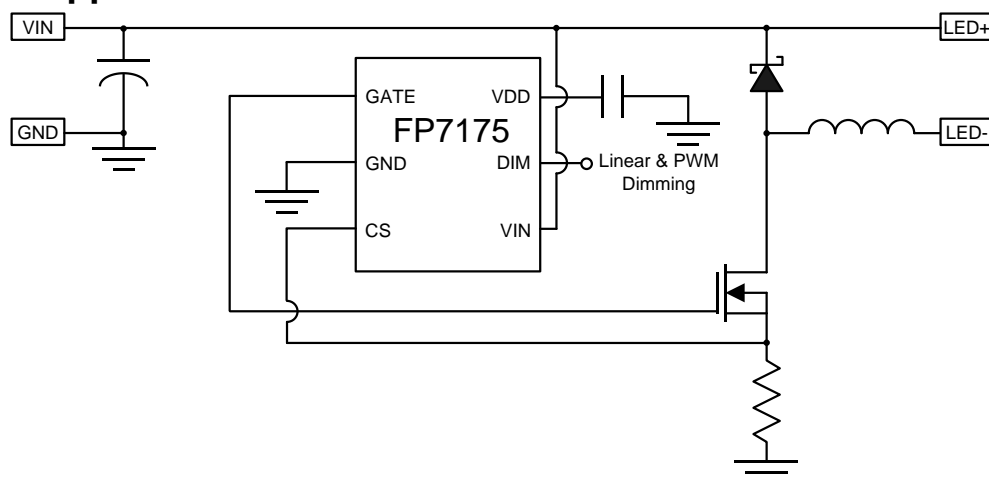 VIN
LED+
GATE
VDD
FP7175
GND
LED-
GND
DIM
Linear & PWM
Dimming
CS
VIN